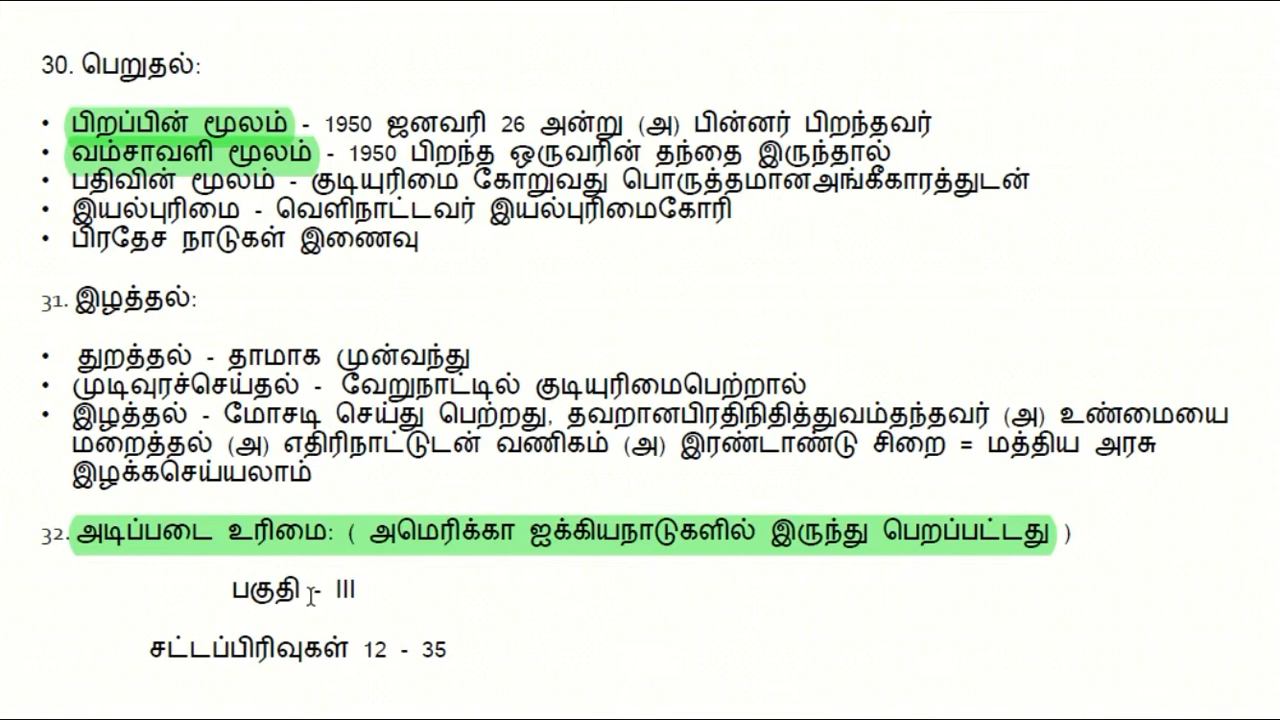 30. பெறுதல்:
• பிறப்பின் மூலம் - 1950 ஜனவரி 26 அன்று (அ) பின்னர் பிறந்தவர்
• வம்சாவளி மூலம் - 1950 பிறந்த ஒருவரின் தந்தை இருந்தால்
• பதிவின் மூலம் - குடியுரிமை கோறுவது பொருத்தமானஅங்கீகாரத்துடன்
• இயல்புரிமை - வெளிநாட்டவர் இயல்புரிமைகோரி
• பிரதேச நாடுகள் இணைவு
31. இழத்தல்:
• துறத்தல் - தாமாக முன்வந்து
• முடிவுரச்செய்தல் - வேறுநாட்டில் குடியுரிமைபெற்றால்
• இழத்தல் - மோசடி செய்து பெற்றது, தவறானபிரதிநிதித்துவம்தந்தவர் (அ) உண்மையை
மறைத்தல் (அ) எதிரிநாட்டுடன் வணிகம் (அ) இரண்டாண்டு சிறை = மத்திய அரசு
இழக்கசெய்யலாம்
32. அடிப்படை உரிமை: ( அமெரிக்கா ஐக்கியநாடுகளில் இருந்து பெறப்பட்டது )
பகுதி - III
சட்டப்பிரிவுகள் 12 - 35